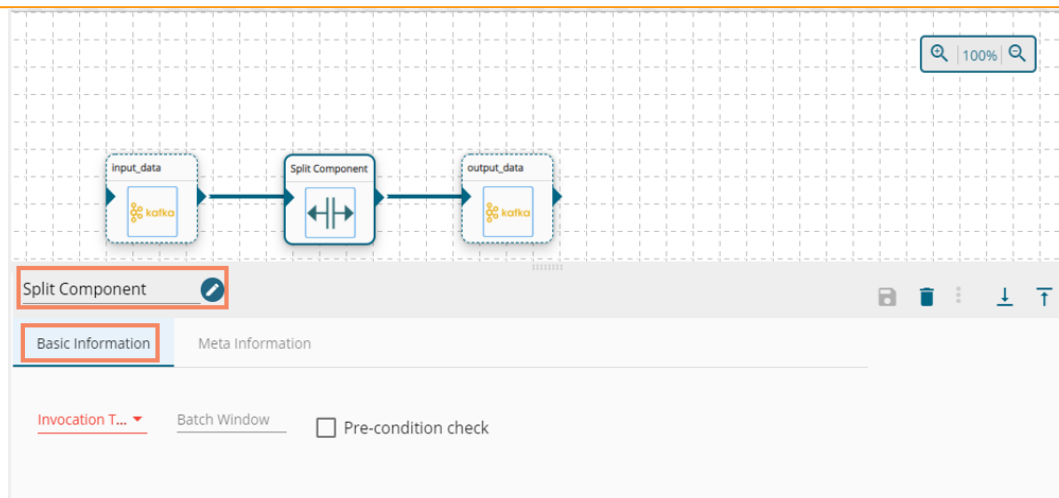 100%
input_data
Split Component
output_data
kafka
kafka
Split Component
Basic Information
Meta Information
Invocation T...
Batch Window
Pre-condition check